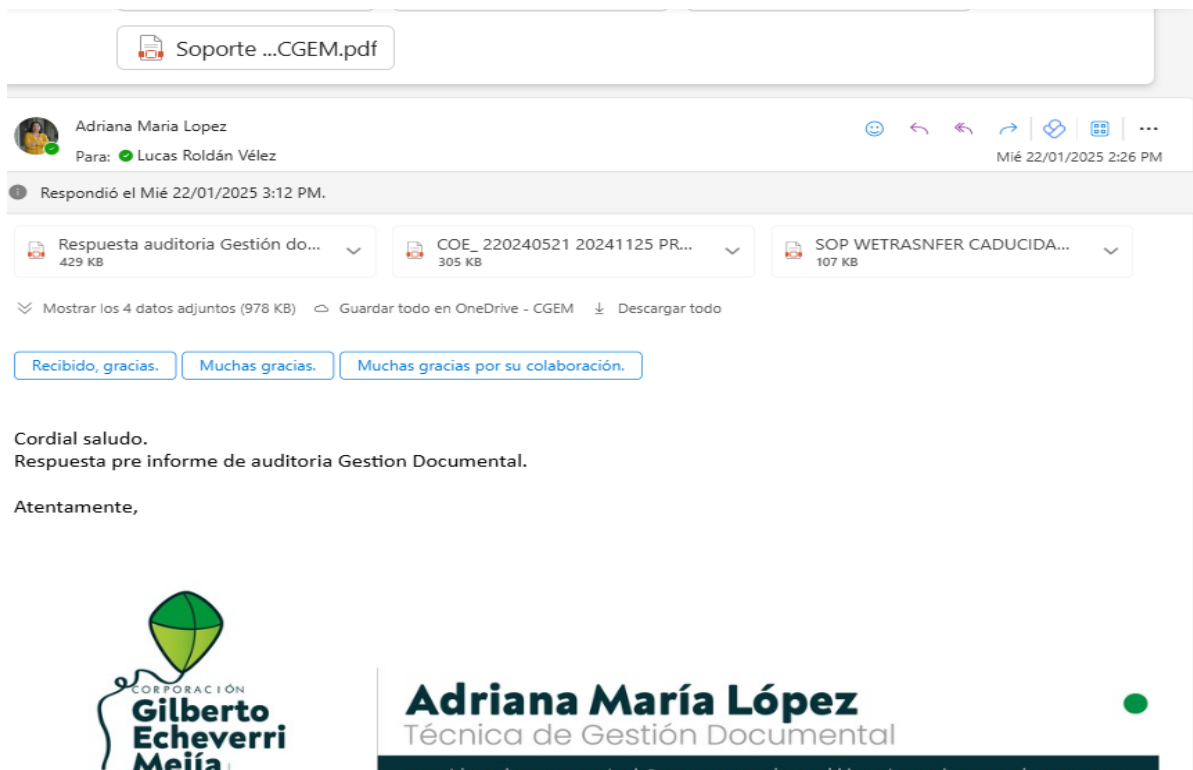 Soporte ...CGEM.pdf
Adriana Maria Lopez
Para: Lucas Roldán Vélez
Mié 22/01/2025 2:26 PM
Respondió el Mié 22/01/2025 3:12 PM.
Respuesta auditoria Gestión do...
429 KB
COE_ 220240521 20241125 PR...
305 KB
SOP WETRASNFER CADUCIDA...
107 KB
Mostrar los 4 datos adjuntos (978 KB) Guardar todo en OneDrive - CGEM Descargar todo
Recibido, gracias. Muchas gracias. Muchas gracias por su colaboración.
Cordial saludo.
Respuesta pre informe de auditoria Gestion Documental.
Atentamente,
CORPORACIÓN
Gilberto
Echeverri
Mejía
Adriana María López
Técnica de Gestión Documental